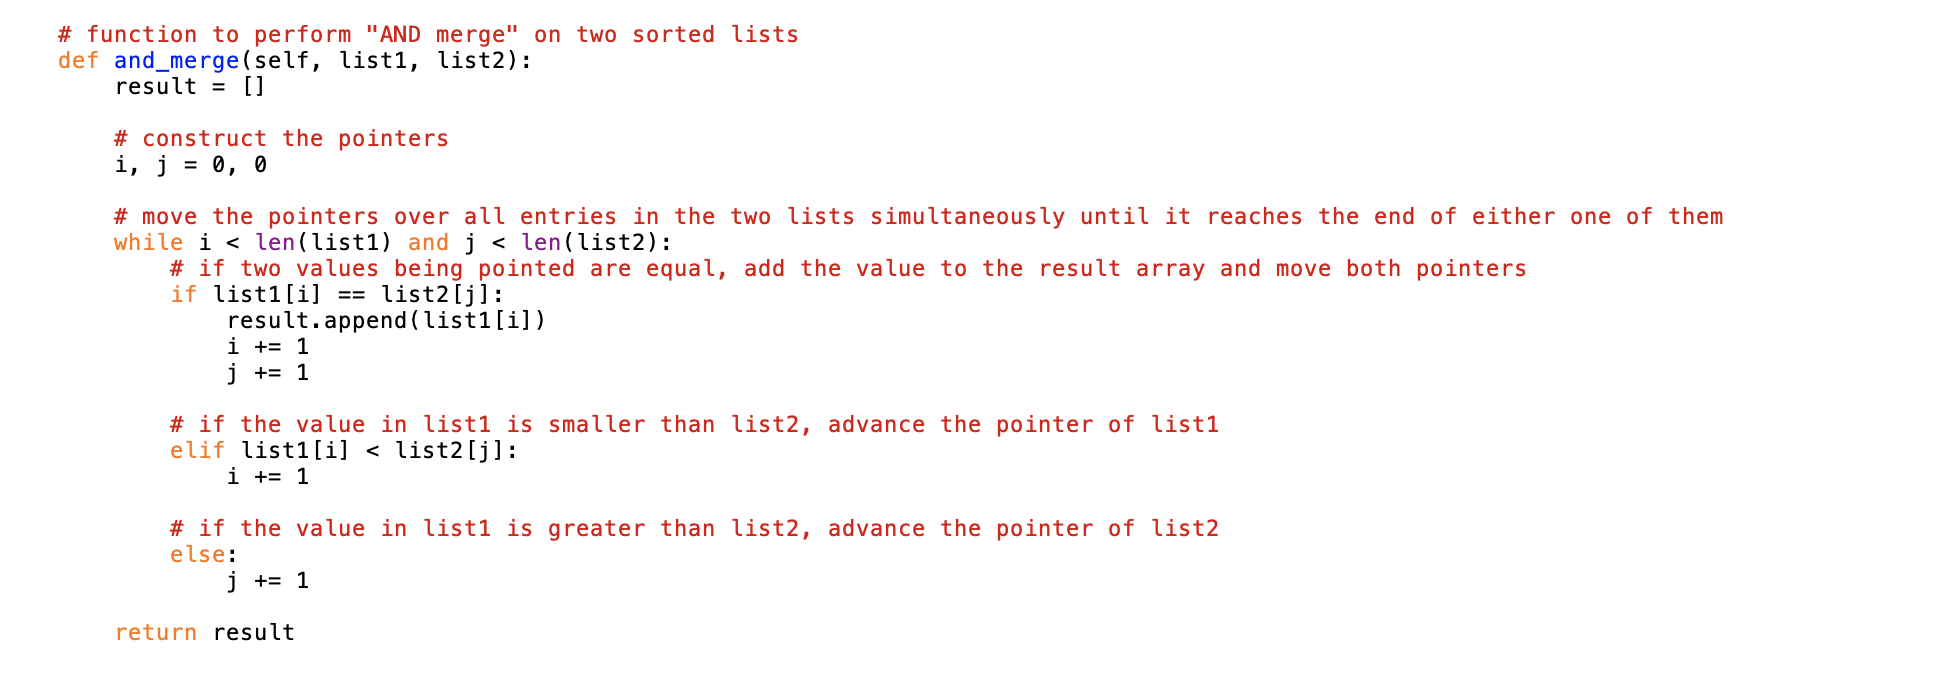 # function to perform "AND merge" on two sorted lists
def and_merge(self, list1, list2):
    result = []

    # construct the pointers
    i, j = 0, 0

    # move the pointers over all entries in the two lists simultaneously until it reaches the end of either one of them
    while i < len(list1) and j < len(list2):
        # if two values being pointed are equal, add the value to the result array and move both pointers
        if list1[i] == list2[j]:
            result.append(list1[i])
            i += 1
            j += 1

        # if the value in list1 is smaller than list2, advance the pointer of list1
        elif list1[i] < list2[j]:
            i += 1

        # if the value in list1 is greater than list2, advance the pointer of list2
        else:
            j += 1

    return result